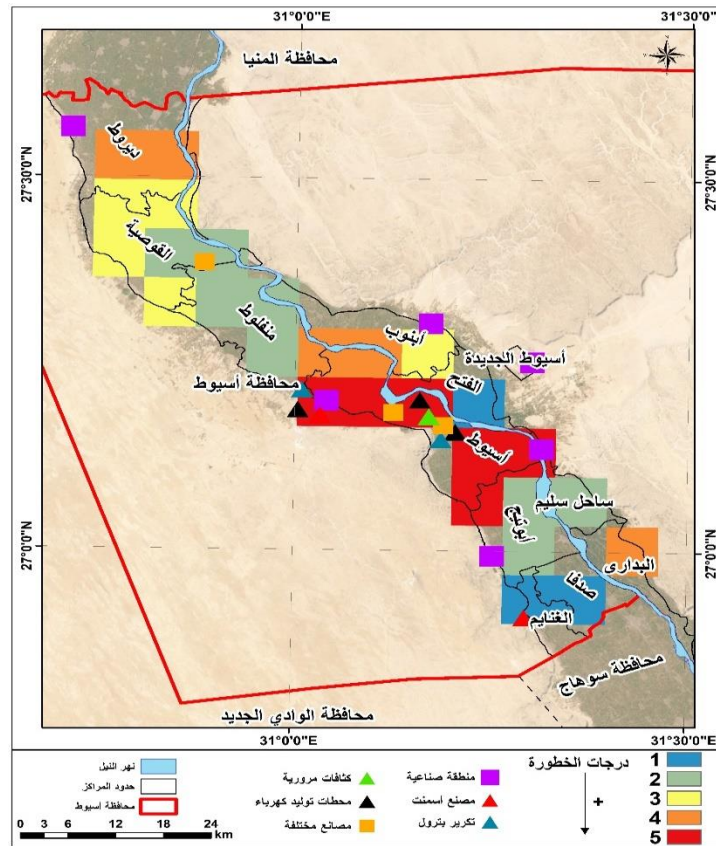 31°0'0"E
31°30'0"E
محافظة المنيا
ديروط
27°30'0"N
27°30'0"N
القوصية
منفلوط
أبنوب
أسيوط الجديدة
الفتح
محافظة أسيوط
أسيوط
ساحل سليم
أبوتيج
27°0'0"N
27°0'0"N
البدارى
صدفا
الغنايم
محافظة سوهاج
محافظة الوادي الجديد
31°0'0"E
31°30'0"E
درجات الخطورة
+
1
2
3
4
5
منطقة صناعية
مصنع أسمنت
تكرير بترول
كثافات مرورية
محطات توليد كهرباء
مصانع مختلفة
نهر النيل
حدود المراكز
محافظة اسيوط
0 3 6 12 18 24
km